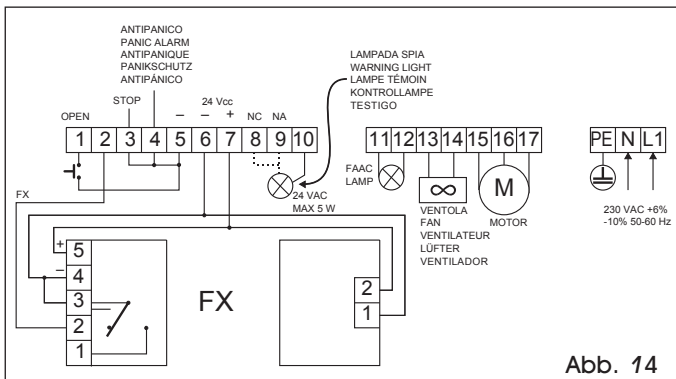 ANTIPANICO
PANIC ALARM
ANTIPANIQUE
PANIKSCHUTZ
ANTIPÁNICO
LAMPADA SPIA
WARNING LIGHT
LAMPE TÉMOIN
KONTROLLAMPE
TESTIGO
STOP
24 Vcc
OPEN
– – +
NC NA
1 2 3 4 5 6 7 8 9 10
11 12 13 14 15 16 17
PE N L1
FAAC
LAMP
M
24 VAC
MAX 5 W
VENTOLA
FAN
VENTILATEUR
LÜFTER
VENTILADOR
MOTOR
230 VAC +6%
-10% 50-60 Hz
FX
+
5
–
4
3
2
1
FX
2
1
Abb. 14